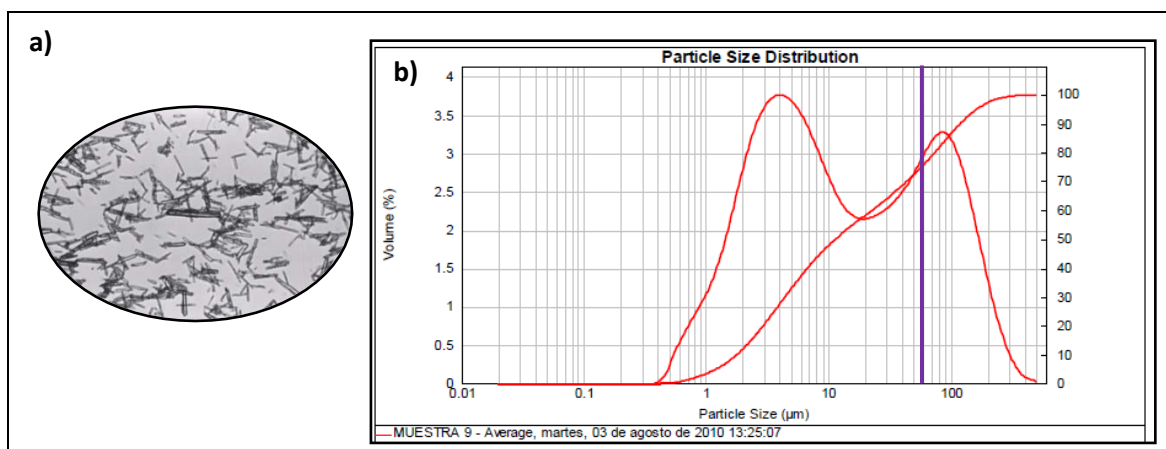 a)
b)
Particle Size Distribution
4
3.5
3
2.5
2
1.5
1
0.5
0
Volume (%)
100
90
80
70
60
50
40
30
20
10
0
0.01 0.1 1 10 100
Particle Size (µm)
MUESTRA 9 - Average, martes, 03 de agosto de 2010 13:25:07